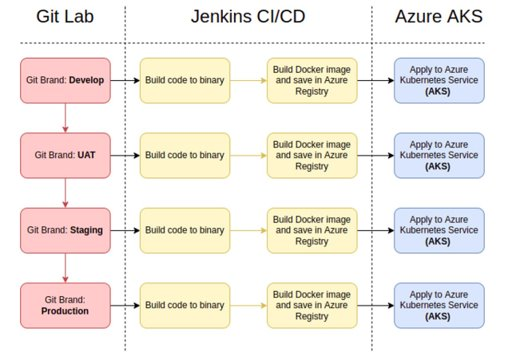 Git Lab
Jenkins CI/CD
Azure AKS
Git Brand: Develop
Build code to binary
Build Docker image
and save in Azure
Registry
Apply to Azure
Kubernetes Service
(AKS)
Git Brand: UAT
Build code to binary
Build Docker image
and save in Azure
Registry
Apply to Azure
Kubernetes Service
(AKS)
Git Brand: Staging
Build code to binary
Build Docker image
and save in Azure
Registry
Apply to Azure
Kubernetes Service
(AKS)
Git Brand:
Production
Build code to binary
Build Docker image
and save in Azure
Registry
Apply to Azure
Kubernetes Service
(AKS)